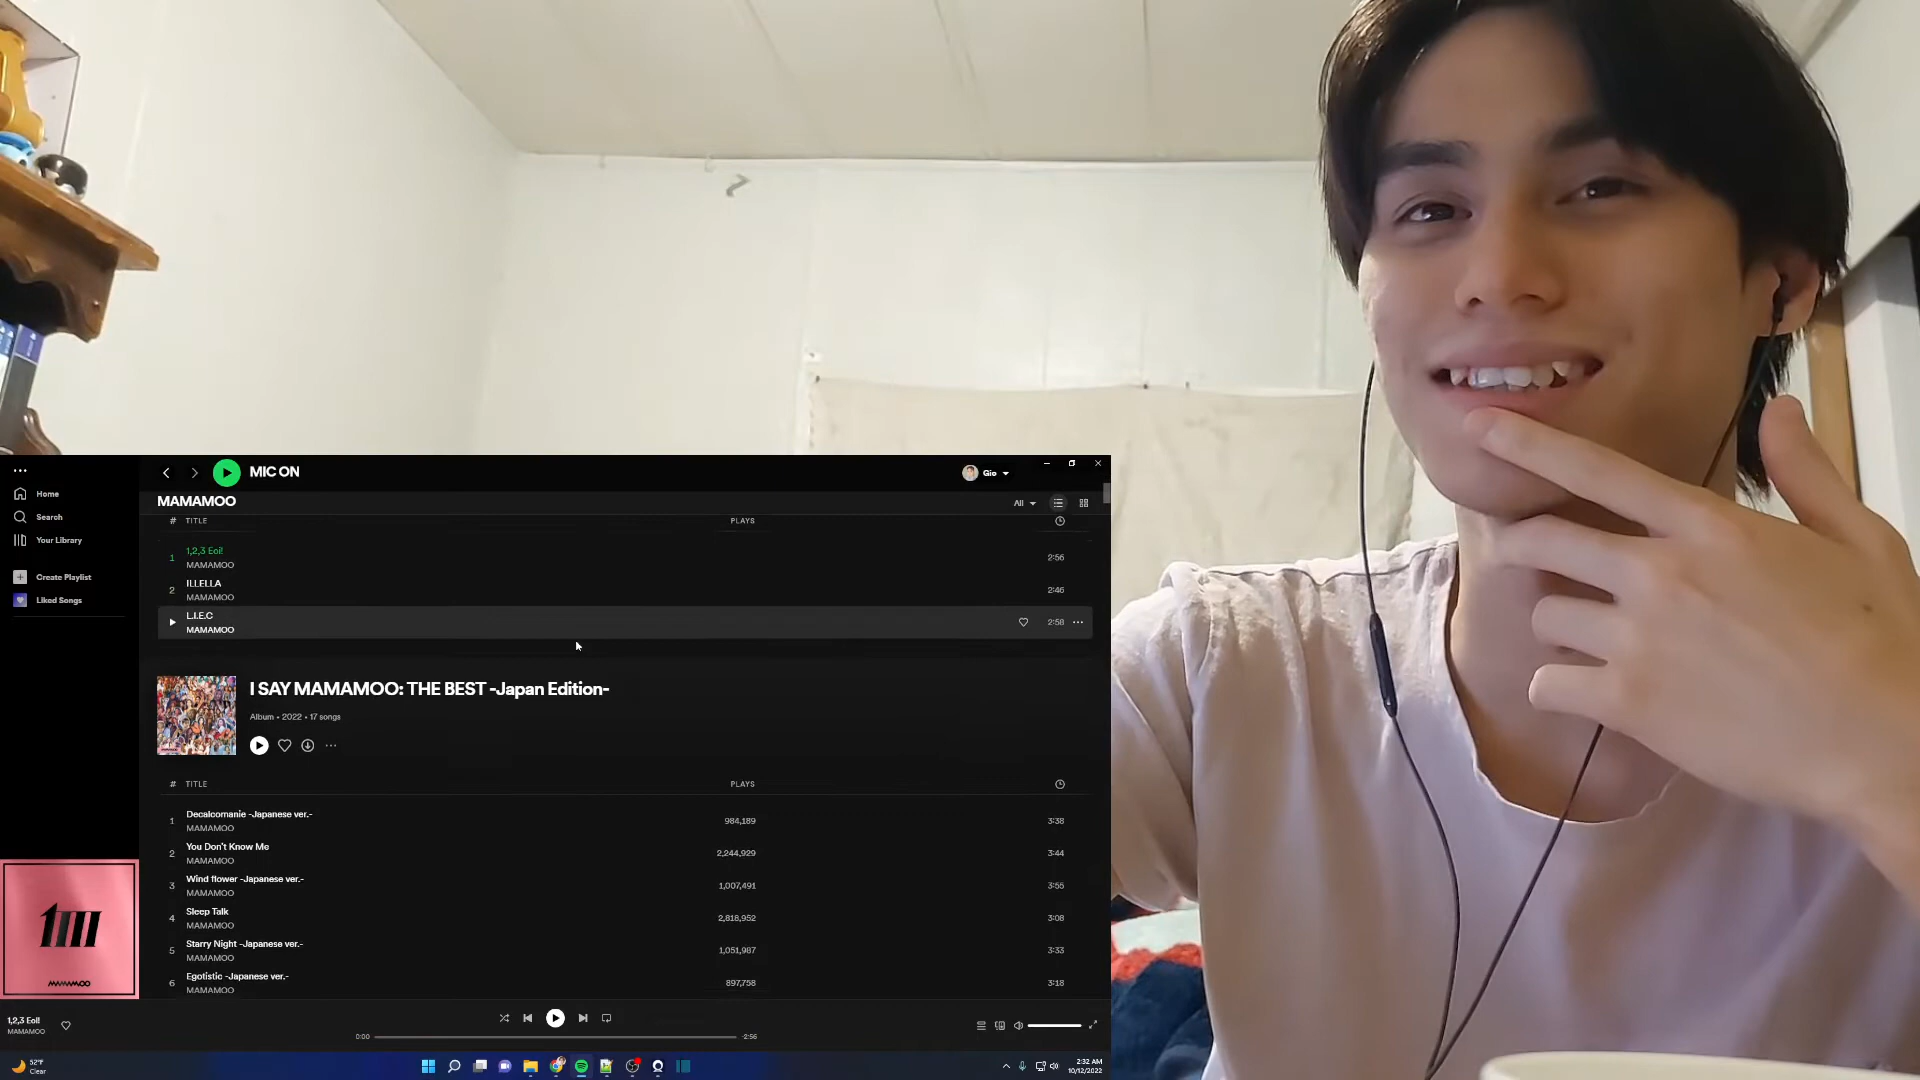 MIC ON
Gio
Home
Search
Your Library
Create Playlist
Liked Songs
MAMAMOO
All
# TITLE PLAYS
1 1,2,3 Eoi! 2:56
MAMAMOO
2 ILLELLA 2:46
MAMAMOO
L.I.E.C 2:58
MAMAMOO
I SAY MAMAMOO: THE BEST -Japan Edition-
Album • 2022 • 17 songs
# TITLE PLAYS
1 Decalcomanie -Japanese ver.- 984,189 3:38
MAMAMOO
2 You Don't Know Me 2,244,929 3:44
MAMAMOO
3 Wind flower -Japanese ver.- 1,007,491 3:55
MAMAMOO
4 Sleep Talk 2,818,952 3:08
MAMAMOO
5 Starry Night -Japanese ver.- 1,051,987 3:33
MAMAMOO
6 Egotistic -Japanese ver.- 897,758 3:18
MAMAMOO
MAMAMOO
1,2,3 Eoi!
MAMAMOO
0:00 -2:56
52°F
Clear
2:32 AM
10/12/2022